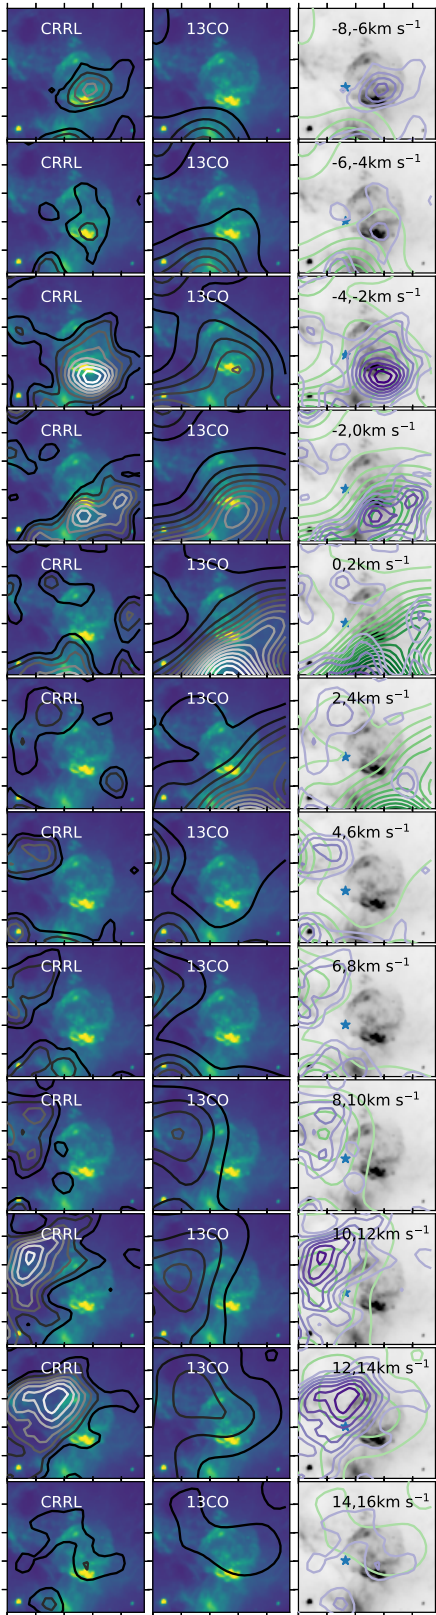 CRRL 13CO -8,-6km s⁻¹
CRRL 13CO -6,-4km s⁻¹
CRRL 13CO -4,-2km s⁻¹
CRRL 13CO -2,0km s⁻¹
CRRL 13CO 0,2km s⁻¹
CRRL 13CO 2,4km s⁻¹
CRRL 13CO 4,6km s⁻¹
CRRL 13CO 6,8km s⁻¹
CRRL 13CO 8,10km s⁻¹
CRRL 13CO 10,12km s⁻¹
CRRL 13CO 12,14km s⁻¹
CRRL 13CO 14,16km s⁻¹